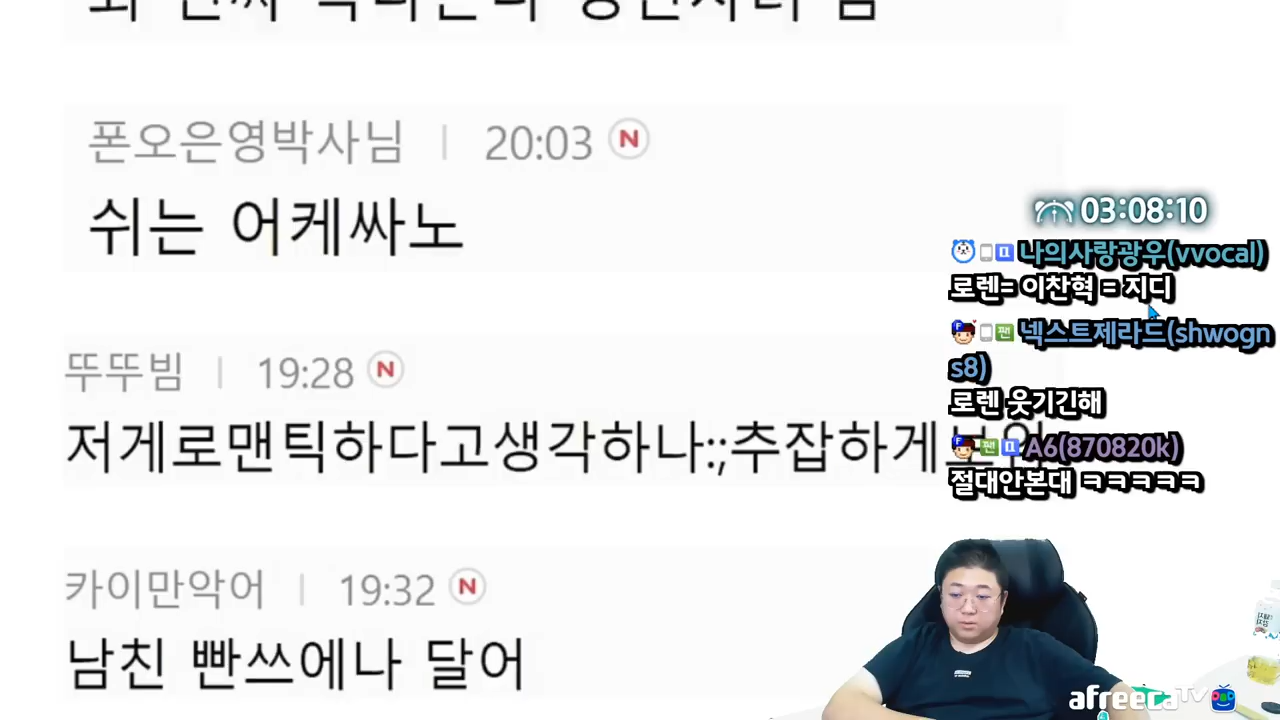 폰오은영박사님 | 20:03 N
쉬는 어케싸노
뚜뚜빔 | 19:28 N
저게로맨틱하다고생각하나:;추잡하게보임
카이만악어 | 19:32 N
남친 빤쓰에나 달어
03:08:10
나의사랑광우(vvocal)
로렌= 이찬혁 = 지디
넥스트제라드(shwogn
s8)
로렌 웃기긴해
A6(870820k)
절대안본대 ㅋㅋㅋㅋㅋ
afreecaTV